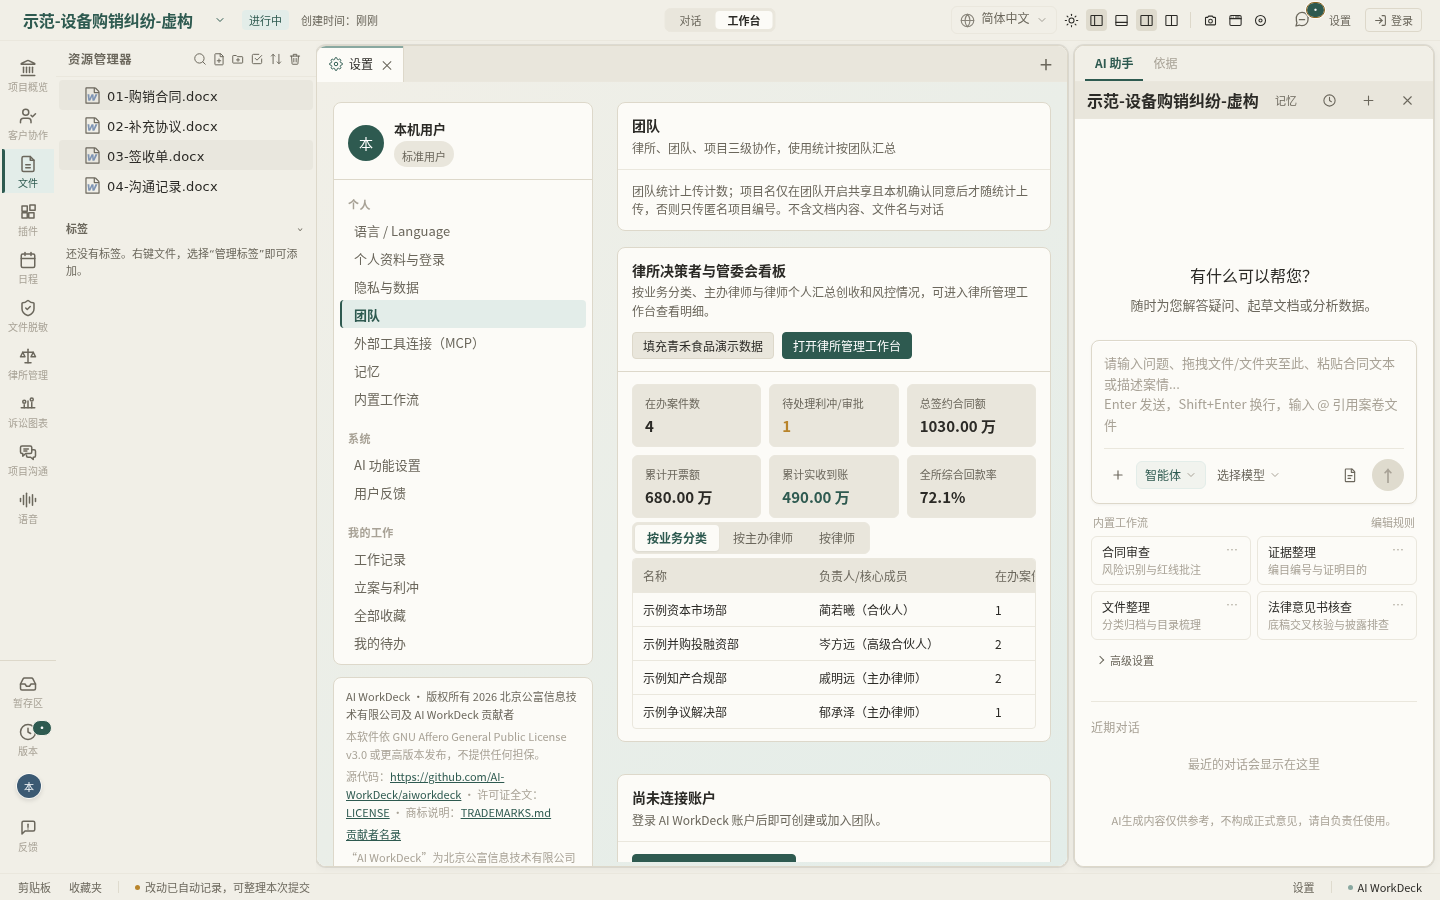 示范-设备购销纠纷-虚构
进行中
创建时间：刚刚
对话
工作台
简体中文
设置
登录
项目概览
客户协作
文件
插件
日程
文件脱敏
律所管理
诉讼图表
项目沟通
语音
暂存区
版本
本
反馈
资源管理器
01-购销合同.docx
02-补充协议.docx
03-签收单.docx
04-沟通记录.docx
标签
还没有标签。右键文件，选择“管理标签”即可添
加。
设置
本
本机用户
标准用户
个人
语言 / Language
个人资料与登录
隐私与数据
团队
外部工具连接（MCP）
记忆
内置工作流
系统
AI 功能设置
用户反馈
我的工作
工作记录
立案与利冲
全部收藏
我的待办
AI WorkDeck · 版权所有 2026 北京公富信息技
术有限公司及 AI WorkDeck 贡献者
本软件依 GNU Affero General Public License
v3.0 或更高版本发布，不提供任何担保。
源代码：https://github.com/AI-
WorkDeck/aiworkdeck · 许可证全文：
LICENSE · 商标说明：TRADEMARKS.md
贡献者名录
“AI WorkDeck”为北京公富信息技术有限公司
团队
律所、团队、项目三级协作，使用统计按团队汇总
团队统计上传计数；项目名仅在团队开启共享且本机确认同意后才随统计上
传，否则只传匿名项目编号。不含文档内容、文件名与对话
律所决策者与管委会看板
按业务分类、主办律师与律师个人汇总创收和风控情况，可进入律所管理工
作台查看明细。
填充青禾食品演示数据
打开律所管理工作台
在办案件数
4
待处理利冲/审批
1
总签约合同额
1030.00 万
累计开票额
680.00 万
累计实收到账
490.00 万
全所综合回款率
72.1%
按业务分类
按主办律师
按律师
名称
负责人/核心成员
在办案件
示例资本市场部
蔺若曦（合伙人）
1
示例并购投融资部
岑方远（高级合伙人）
2
示例知产合规部
戚明远（主办律师）
2
示例争议解决部
郁承泽（主办律师）
1
尚未连接账户
登录 AI WorkDeck 账户后即可创建或加入团队。
AI 助手
依据
示范-设备购销纠纷-虚构
记忆
有什么可以帮您？
随时为您解答疑问、起草文档或分析数据。
请输入问题、拖拽文件/文件夹至此、粘贴合同文本
或描述案情...
Enter 发送，Shift+Enter 换行，输入 @ 引用案卷文
件
智能体
选择模型
内置工作流
编辑规则
合同审查
风险识别与红线批注
证据整理
编目编号与证明目的
文件整理
分类归档与目录梳理
法律意见书核查
底稿交叉核验与披露排查
高级设置
近期对话
最近的对话会显示在这里
AI生成内容仅供参考，不构成正式意见，请自负责任使用。
剪贴板
收藏夹
改动已自动记录，可整理本次提交
设置
AI WorkDeck